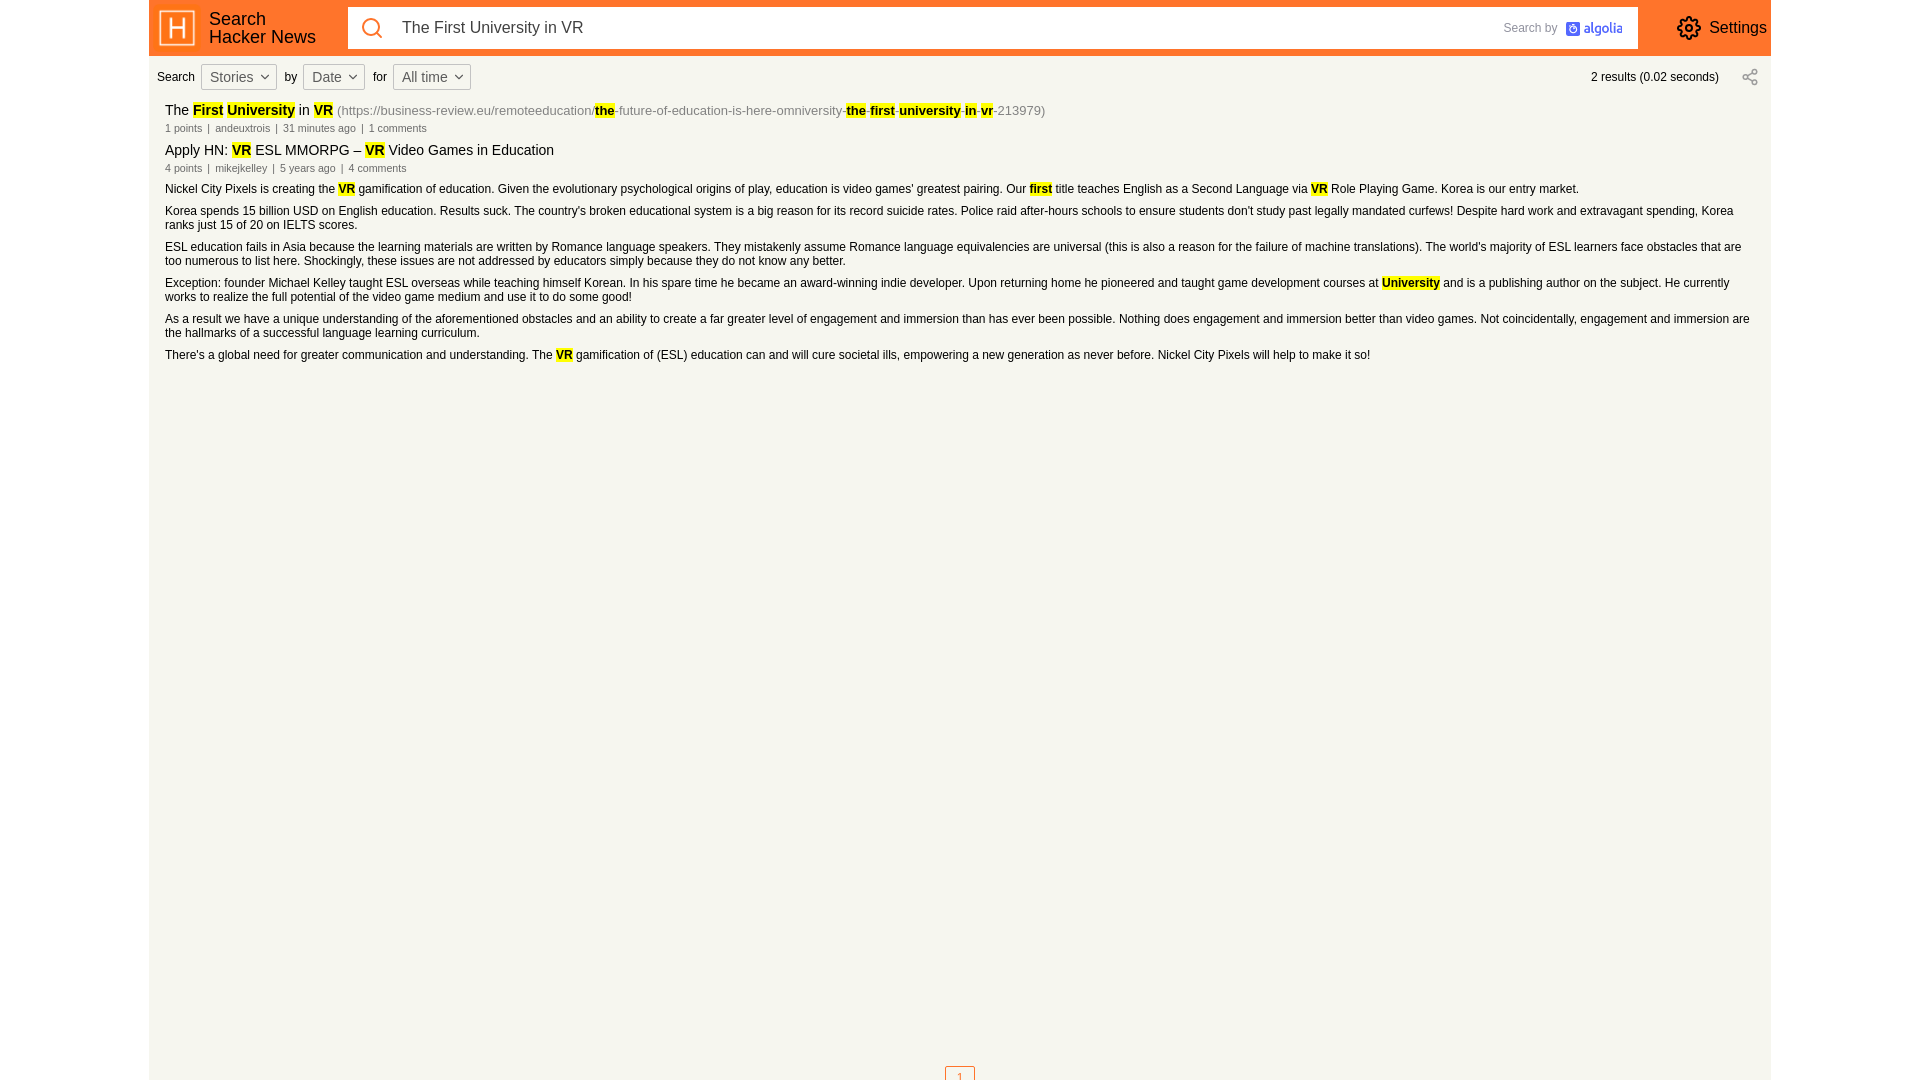 H
Search
Hacker News
The First University in VR
Search by algolia
Settings
Search Stories by Date for All time
2 results (0.02 seconds)
The First University in VR (https://business-review.eu/remoteeducation/the-future-of-education-is-here-omniversity-the-first-university-in-vr-213979)
1 points | andeuxtrois | 31 minutes ago | 1 comments
Apply HN: VR ESL MMORPG – VR Video Games in Education
4 points | mikejkelley | 5 years ago | 4 comments
Nickel City Pixels is creating the VR gamification of education. Given the evolutionary psychological origins of play, education is video games' greatest pairing. Our first title teaches English as a Second Language via VR Role Playing Game. Korea is our entry market.
Korea spends 15 billion USD on English education. Results suck. The country's broken educational system is a big reason for its record suicide rates. Police raid after-hours schools to ensure students don't study past legally mandated curfews! Despite hard work and extravagant spending, Korea
ranks just 15 of 20 on IELTS scores.
ESL education fails in Asia because the learning materials are written by Romance language speakers. They mistakenly assume Romance language equivalencies are universal (this is also a reason for the failure of machine translations). The world's majority of ESL learners face obstacles that are
too numerous to list here. Shockingly, these issues are not addressed by educators simply because they do not know any better.
Exception: founder Michael Kelley taught ESL overseas while teaching himself Korean. In his spare time he became an award-winning indie developer. Upon returning home he pioneered and taught game development courses at University and is a publishing author on the subject. He currently
works to realize the full potential of the video game medium and use it to do some good!
As a result we have a unique understanding of the aforementioned obstacles and an ability to create a far greater level of engagement and immersion than has ever been possible. Nothing does engagement and immersion better than video games. Not coincidentally, engagement and immersion are
the hallmarks of a successful language learning curriculum.
There's a global need for greater communication and understanding. The VR gamification of (ESL) education can and will cure societal ills, empowering a new generation as never before. Nickel City Pixels will help to make it so!
1